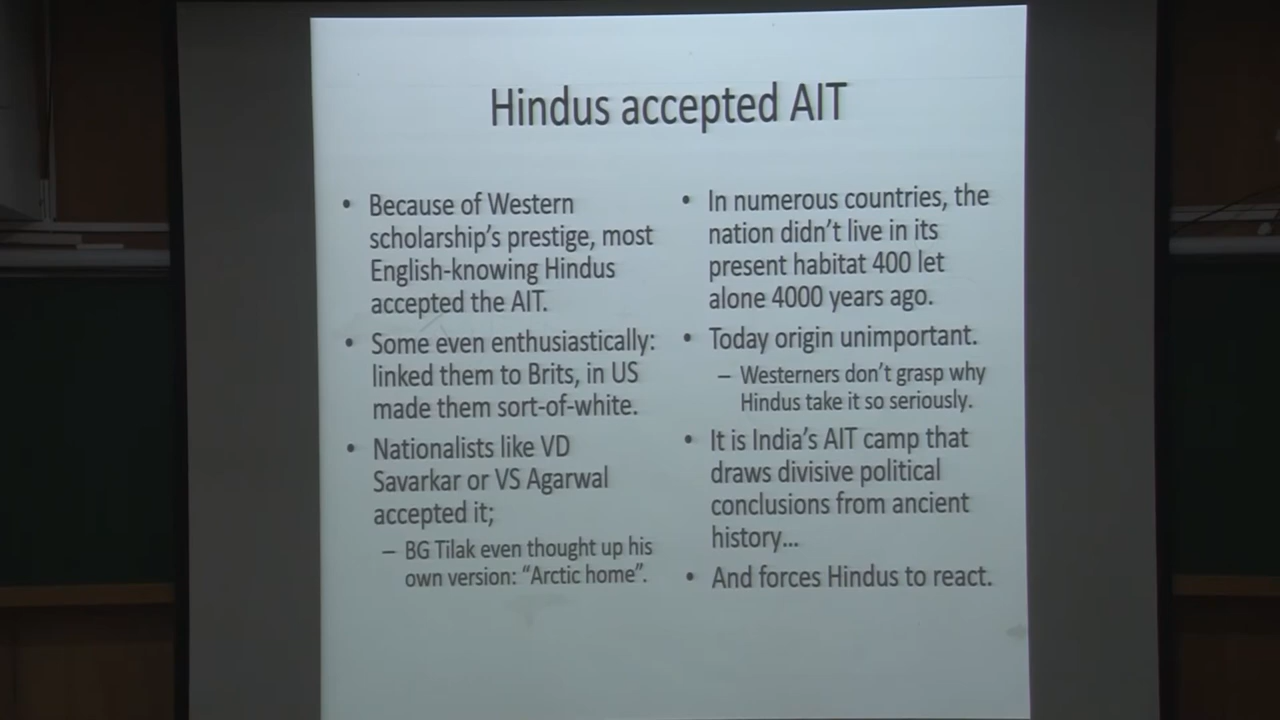 Hindus accepted AIT
• Because of Western
scholarship's prestige, most
English-knowing Hindus
accepted the AIT.
• Some even enthusiastically:
linked them to Brits, in US
made them sort-of-white.
• Nationalists like VD
Savarkar or VS Agarwal
accepted it;
– BG Tilak even thought up his
own version: "Arctic home".
• In numerous countries, the
nation didn't live in its
present habitat 400 let
alone 4000 years ago.
• Today origin unimportant.
– Westerners don't grasp why
Hindus take it so seriously.
• It is India's AIT camp that
draws divisive political
conclusions from ancient
history...
• And forces Hindus to react.